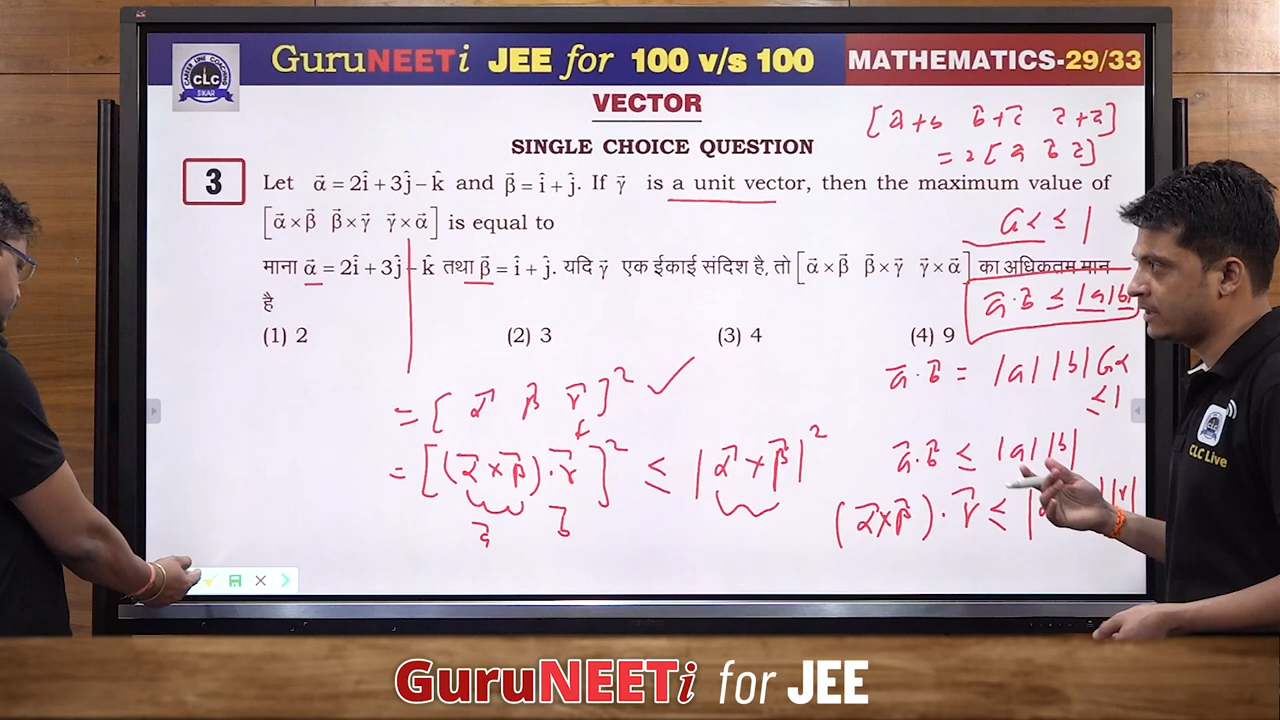 GuruNEETi JEE for 100 v/s 100
MATHEMATICS-29/33
CLC
SIKAR
VECTOR
SINGLE CHOICE QUESTION
[a+b b+c c+a]
= 2[a b c]
3
Let α⃗ = 2î + 3ĵ − k̂ and β⃗ = î + ĵ. If γ⃗ is a unit vector, then the maximum value of
[α⃗×β⃗ β⃗×γ⃗ γ⃗×α⃗] is equal to
माना α⃗ = 2î + 3ĵ − k̂ तथा β⃗ = î + ĵ. यदि γ⃗ एक ईकाई संदिश है, तो [α⃗×β⃗ β⃗×γ⃗ γ⃗×α⃗] का अधिकतम मान
है
(1) 2 (2) 3 (3) 4 (4) 9
≤ 1
a⃗·b⃗ ≤ |a||b|
= [α⃗ β⃗ γ⃗]² ✓
= [(α⃗×β⃗)·γ⃗]² ≤ |α⃗×β⃗|²
a⃗ b⃗
a⃗·b⃗ = |a||b|
≤1
a⃗·b⃗ ≤ |a||b|
(α⃗×β⃗)·γ⃗ ≤
CLC Live
GuruNEETi for JEE